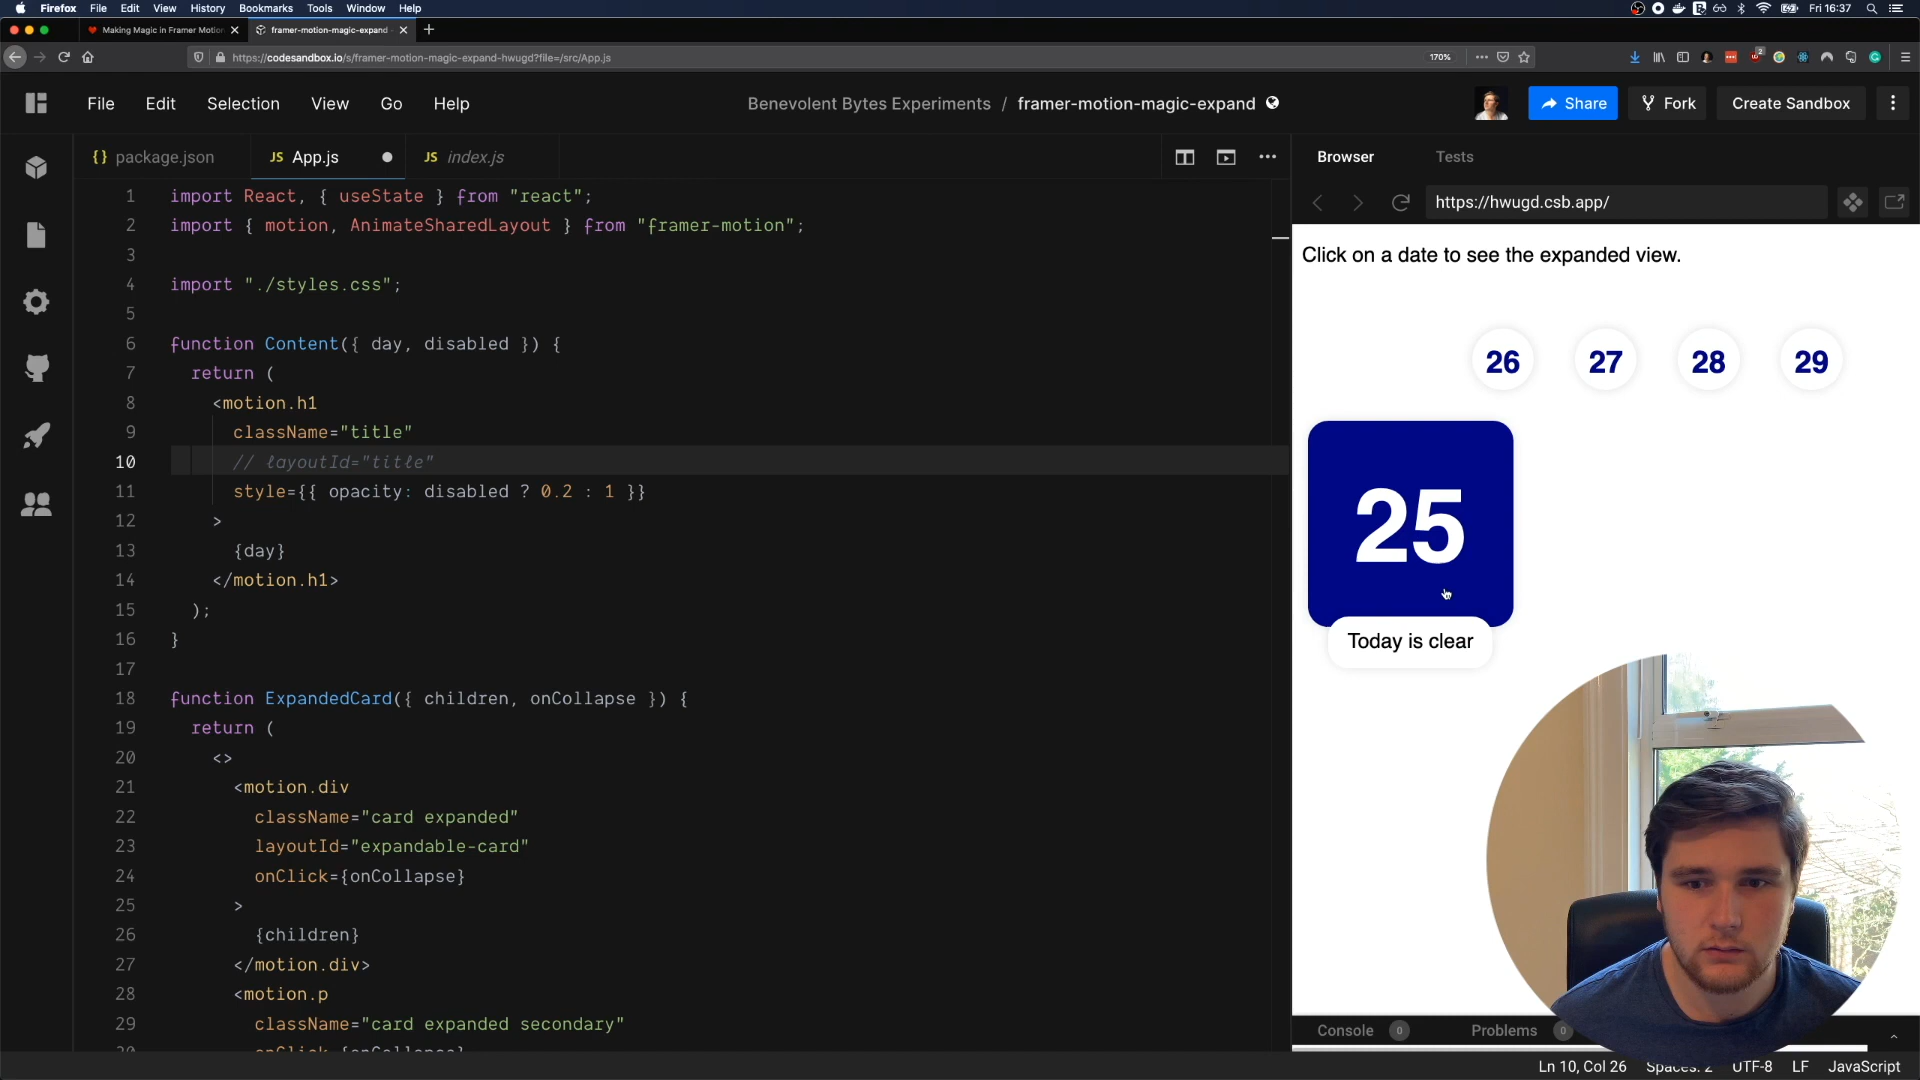 Firefox File Edit View History Bookmarks Tools Window Help
Fri 16:37
Making Magic in Framer Motion
framer-motion-magic-expand
https://codesandbox.io/s/framer-motion-magic-expand-hwugd?file=/src/App.js
170%
2
File Edit Selection View Go Help
Benevolent Bytes Experiments / framer-motion-magic-expand
Share
Fork
Create Sandbox
{} package.json
JS App.js
JS index.js
Browser
Tests
https://hwugd.csb.app/
1 import React, { useState } from "react";
2 import { motion, AnimateSharedLayout } from "framer-motion";
3
4 import "./styles.css";
5
6 function Content({ day, disabled }) {
7 return (
8 <motion.h1
9 className="title"
10 // layoutId="title"
11 style={{ opacity: disabled ? 0.2 : 1 }}
12 >
13 {day}
14 </motion.h1>
15 );
16 }
17
18 function ExpandedCard({ children, onCollapse }) {
19 return (
20 <>
21 <motion.div
22 className="card expanded"
23 layoutId="expandable-card"
24 onClick={onCollapse}
25 >
26 {children}
27 </motion.div>
28 <motion.p
29 className="card expanded secondary"
30 onClick={onCollapse}
Click on a date to see the expanded view.
26 27 28 29
25
Today is clear
Console 0
Problems 0
Ln 10, Col 26 Spaces: 2 UTF-8 LF JavaScript